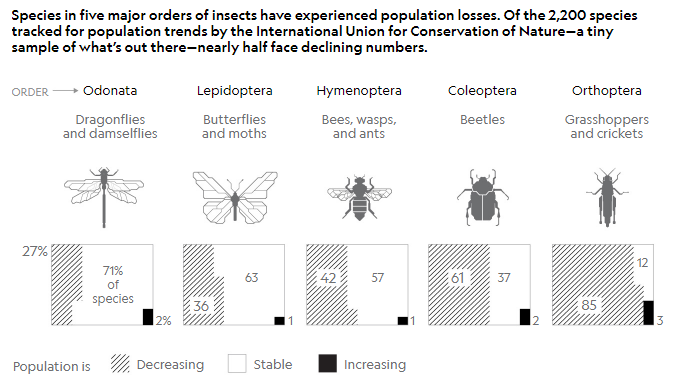 Species in five major orders of insects have experienced population losses. Of the 2,200 species
tracked for population trends by the International Union for Conservation of Nature—a tiny
sample of what's out there—nearly half face declining numbers.
ORDER Odonata Lepidoptera Hymenoptera Coleoptera Orthoptera
Dragonflies Butterflies Bees, wasps, Beetles Grasshoppers
and damselflies and moths and ants and crickets
27%
12
71% 63 42 57 61 37
of
species 36 85
2% 1 1 2 3
Population is Decreasing Stable Increasing